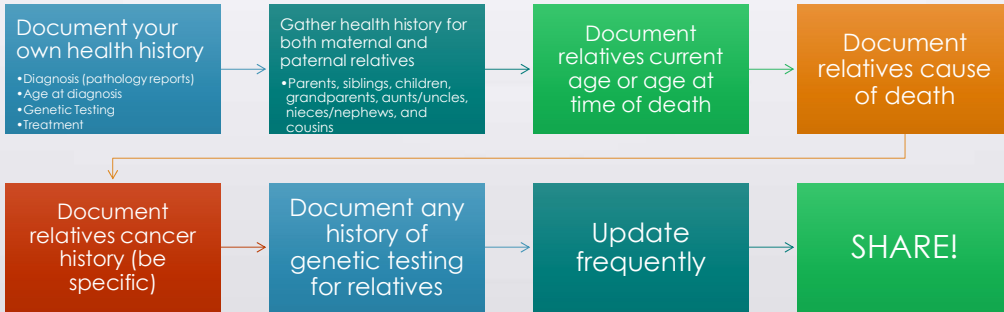 Document your
own health history
•Diagnosis (pathology reports)
•Age at diagnosis
•Genetic Testing
•Treatment
Gather health history for
both maternal and
paternal relatives
•Parents, siblings, children,
grandparents, aunts/uncles,
nieces/nephews, and
cousins
Document
relatives current
age or age at
time of death
Document
relatives cause
of death
Document
relatives cancer
history (be
specific)
Document any
history of
genetic testing
for relatives
Update
frequently
SHARE!